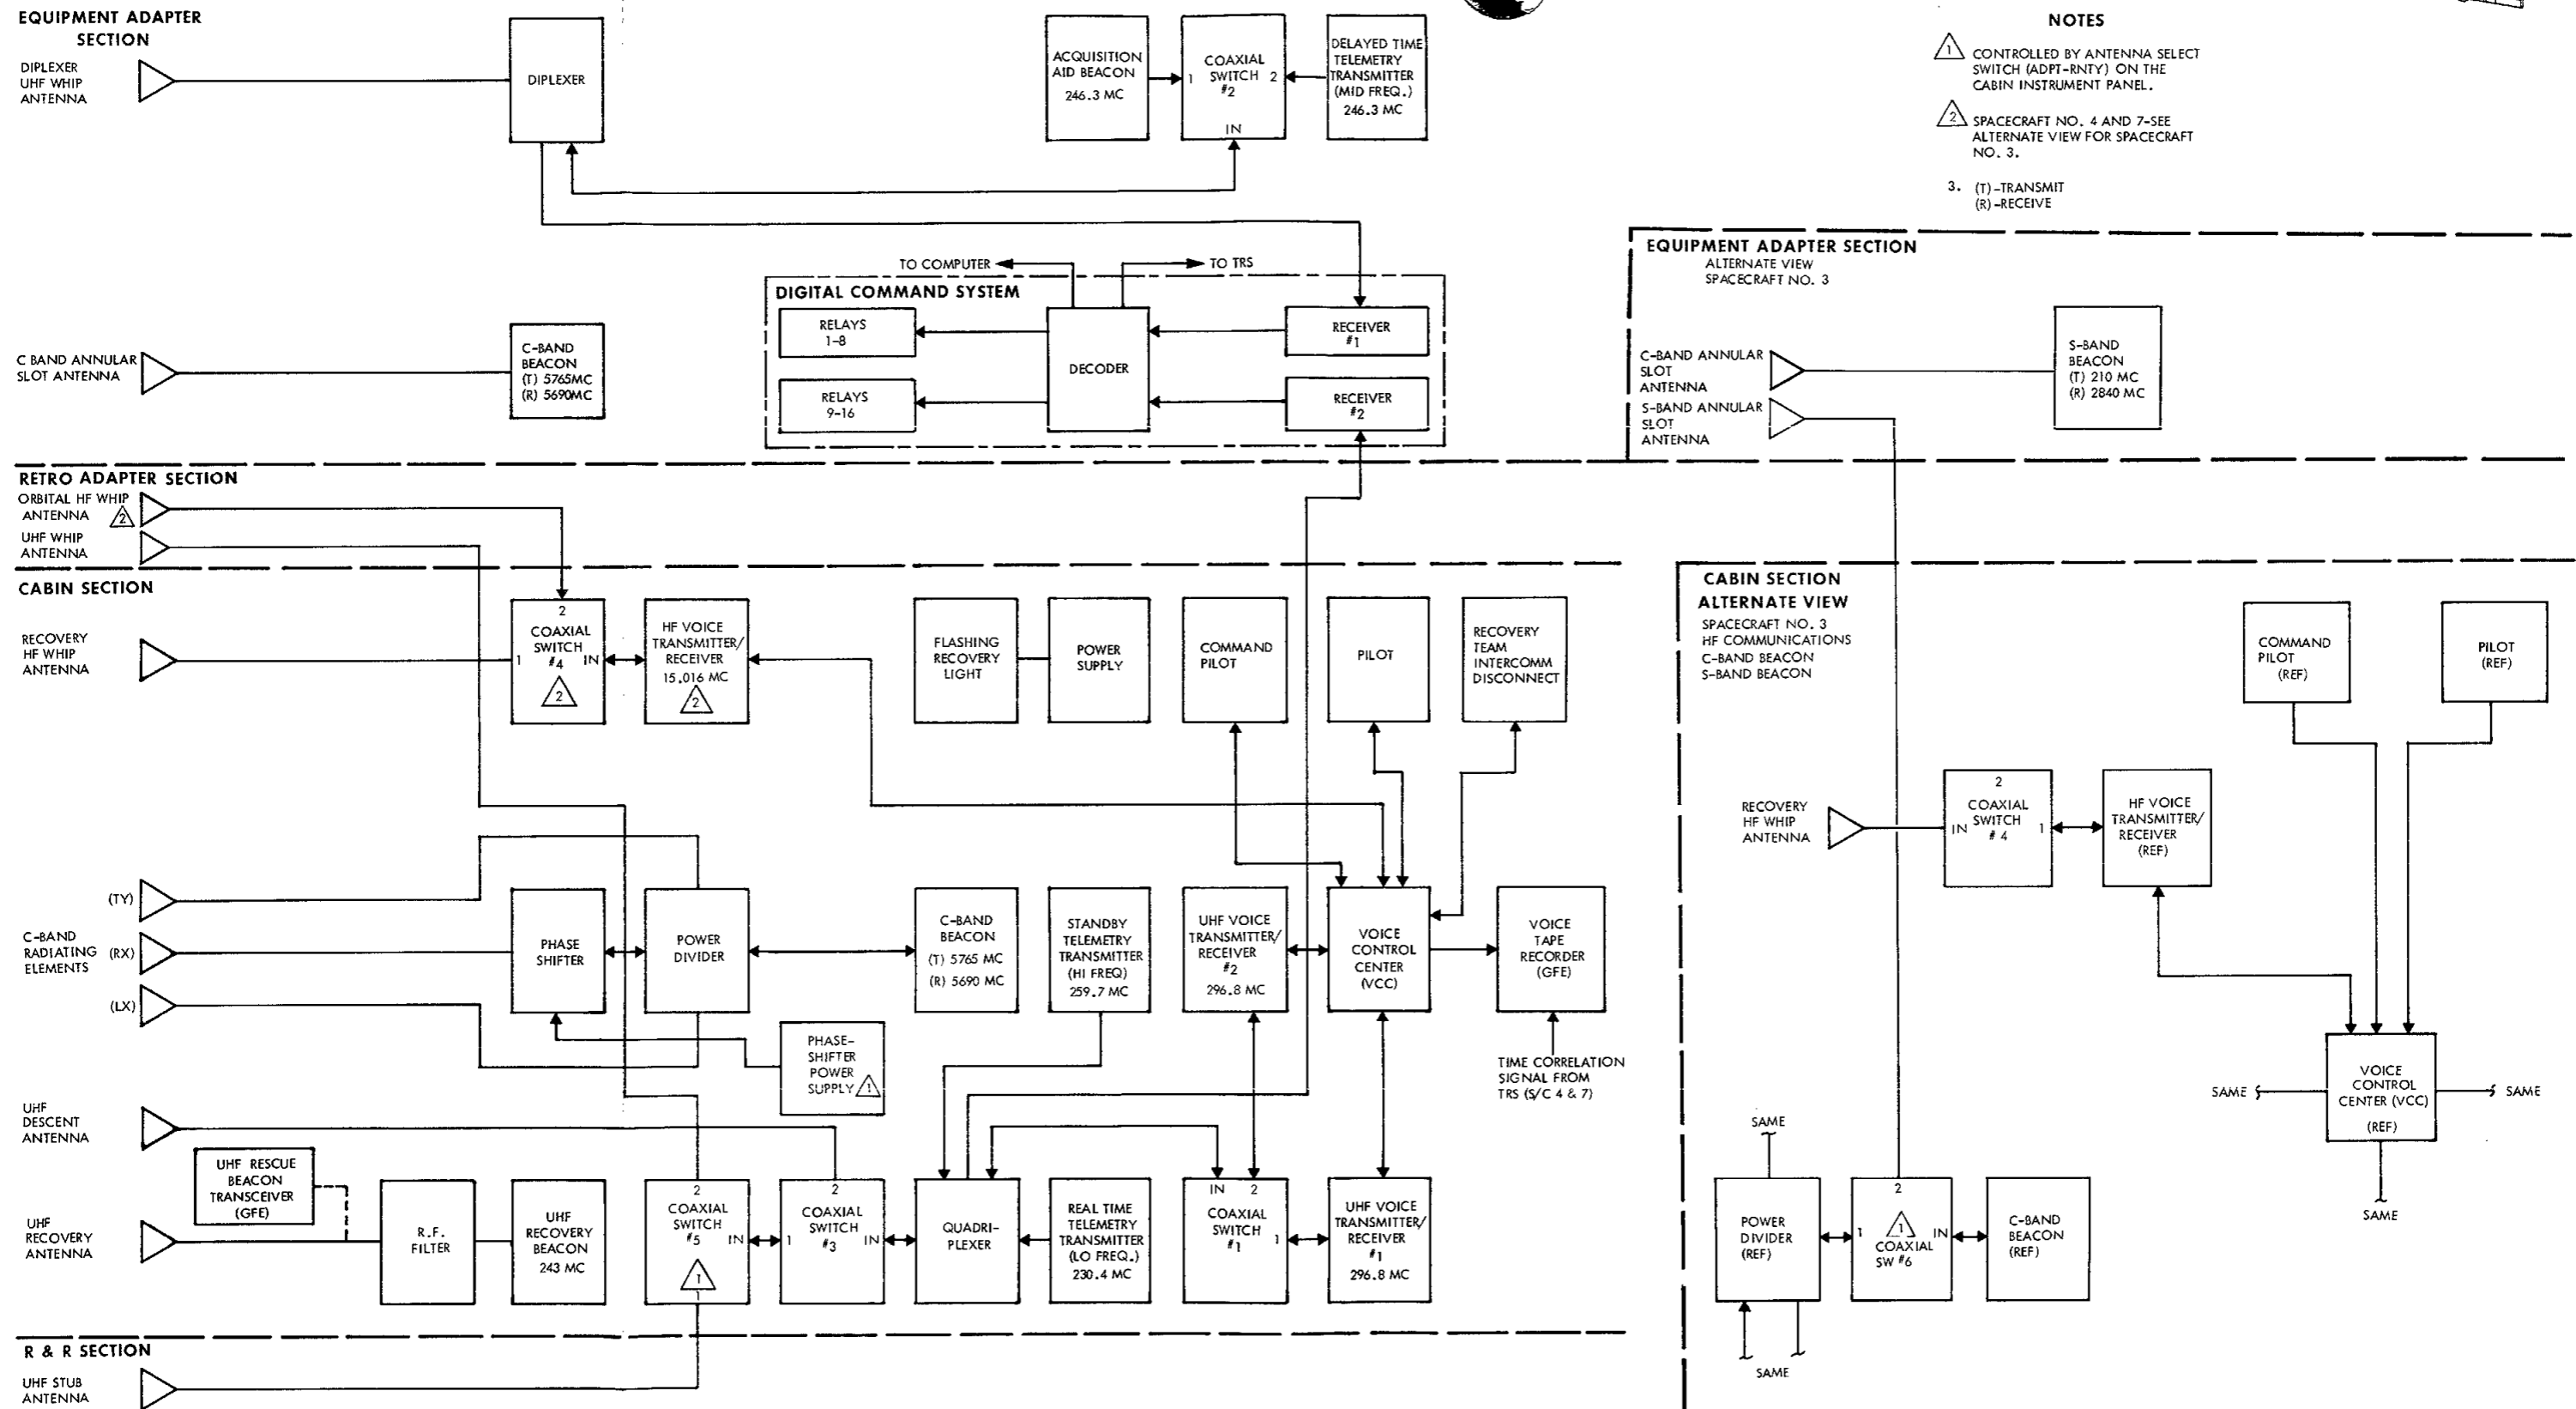 EQUIPMENT ADAPTER
SECTION
DIPLEXER
UHF WHIP
ANTENNA
DIPLEXER
ACQUISITION
AID BEACON
246.3 MC
COAXIAL
SWITCH
#2
1
2
IN
DELAYED TIME
TELEMETRY
TRANSMITTER
(MID FREQ.)
246.3 MC
NOTES
1 CONTROLLED BY ANTENNA SELECT
SWITCH (ADPT-RNTY) ON THE
CABIN INSTRUMENT PANEL.
2 SPACECRAFT NO. 4 AND 7-SEE
ALTERNATE VIEW FOR SPACECRAFT
NO. 3.
3. (T)-TRANSMIT
(R)-RECEIVE
C BAND ANNULAR
SLOT ANTENNA
C-BAND
BEACON
(T) 5765MC
(R) 5690MC
TO COMPUTER
TO TRS
DIGITAL COMMAND SYSTEM
RELAYS
1-8
RELAYS
9-16
DECODER
RECEIVER
#1
RECEIVER
#2
EQUIPMENT ADAPTER SECTION
ALTERNATE VIEW
SPACECRAFT NO. 3
C-BAND ANNULAR
SLOT
ANTENNA
S-BAND ANNULAR
SLOT
ANTENNA
S-BAND
BEACON
(T) 210 MC
(R) 2840 MC
RETRO ADAPTER SECTION
ORBITAL HF WHIP
ANTENNA 2
UHF WHIP
ANTENNA
CABIN SECTION
RECOVERY
HF WHIP
ANTENNA
2
COAXIAL
SWITCH
#4
1
IN
2
HF VOICE
TRANSMITTER/
RECEIVER
15.016 MC
2
FLASHING
RECOVERY
LIGHT
POWER
SUPPLY
COMMAND
PILOT
PILOT
RECOVERY
TEAM
INTERCOMM
DISCONNECT
(TY)
C-BAND
RADIATING
ELEMENTS
(RX)
(LX)
PHASE
SHIFTER
POWER
DIVIDER
C-BAND
BEACON
(T) 5765 MC
(R) 5690 MC
STANDBY
TELEMETRY
TRANSMITTER
(HI FREQ)
259.7 MC
UHF VOICE
TRANSMITTER/
RECEIVER
#2
296.8 MC
VOICE
CONTROL
CENTER
(VCC)
VOICE
TAPE
RECORDER
(GFE)
PHASE-
SHIFTER
POWER
SUPPLY 1
TIME CORRELATION
SIGNAL FROM
TRS (S/C 4 & 7)
UHF
DESCENT
ANTENNA
UHF RESCUE
BEACON
TRANSCEIVER
(GFE)
UHF
RECOVERY
ANTENNA
R.F.
FILTER
UHF
RECOVERY
BEACON
243 MC
2
COAXIAL
SWITCH
#5
IN
1
1
2
COAXIAL
SWITCH
#3
1
IN
QUADRI-
PLEXER
REAL TIME
TELEMETRY
TRANSMITTER
(LO FREQ.)
230.4 MC
IN 2
COAXIAL
SWITCH
#1
1
UHF VOICE
TRANSMITTER/
RECEIVER
#1
296.8 MC
R & R SECTION
UHF STUB
ANTENNA
CABIN SECTION
ALTERNATE VIEW
SPACECRAFT NO. 3
HF COMMUNICATIONS
C-BAND BEACON
S-BAND BEACON
COMMAND
PILOT
(REF)
PILOT
(REF)
RECOVERY
HF WHIP
ANTENNA
2
COAXIAL
SWITCH
# 4
IN
1
HF VOICE
TRANSMITTER/
RECEIVER
(REF)
SAME
VOICE
CONTROL
CENTER (VCC)
(REF)
SAME
SAME
SAME
POWER
DIVIDER
(REF)
2
1
1
IN
COAXIAL
SW #6
C-BAND
BEACON
(REF)
SAME